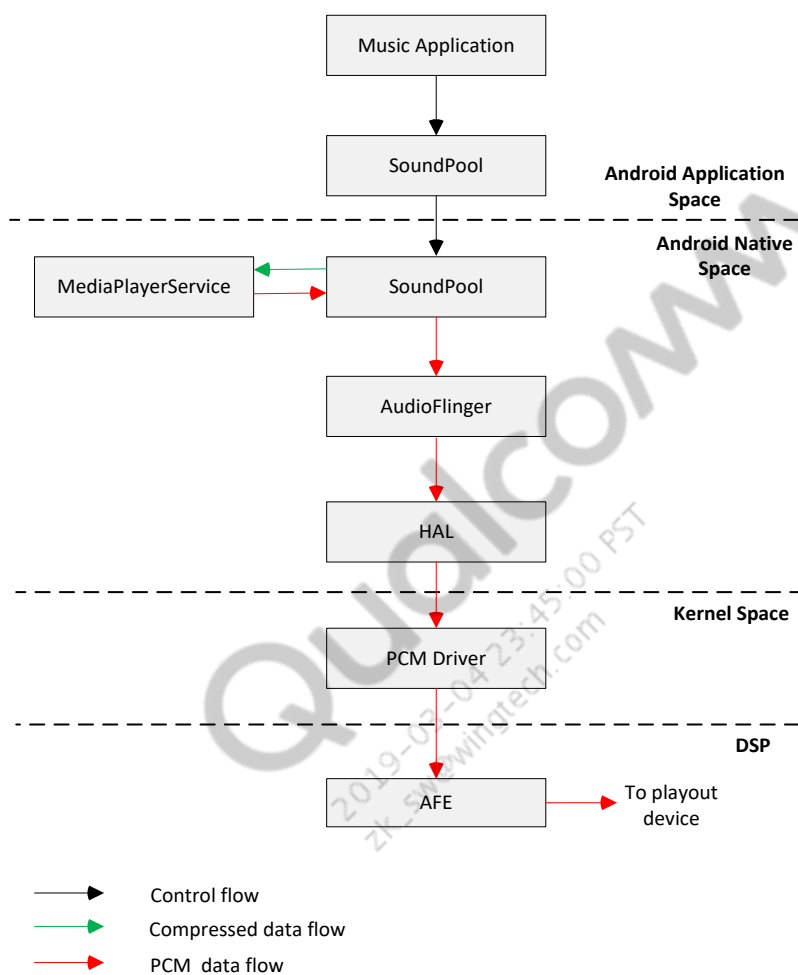 Music Application
SoundPool
Android Application
Space
Android Native
Space
MediaPlayerService
SoundPool
AudioFlinger
HAL
Kernel Space
PCM Driver
DSP
AFE
To playout
device
Qualcomm
2019-03-04 23:45:00 PST
zk_sw@wingtech.com
Control flow
Compressed data flow
PCM data flow